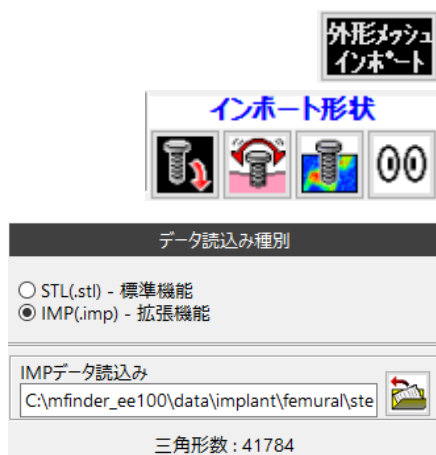 外形メッシュ
インポート
インポート形状
データ読込み種別
STL(.stl) - 標準機能
IMP(.imp) - 拡張機能
IMPデータ読込み
C:\mfinder_ee100\data\implant\femural\ste
三角形数 : 41784